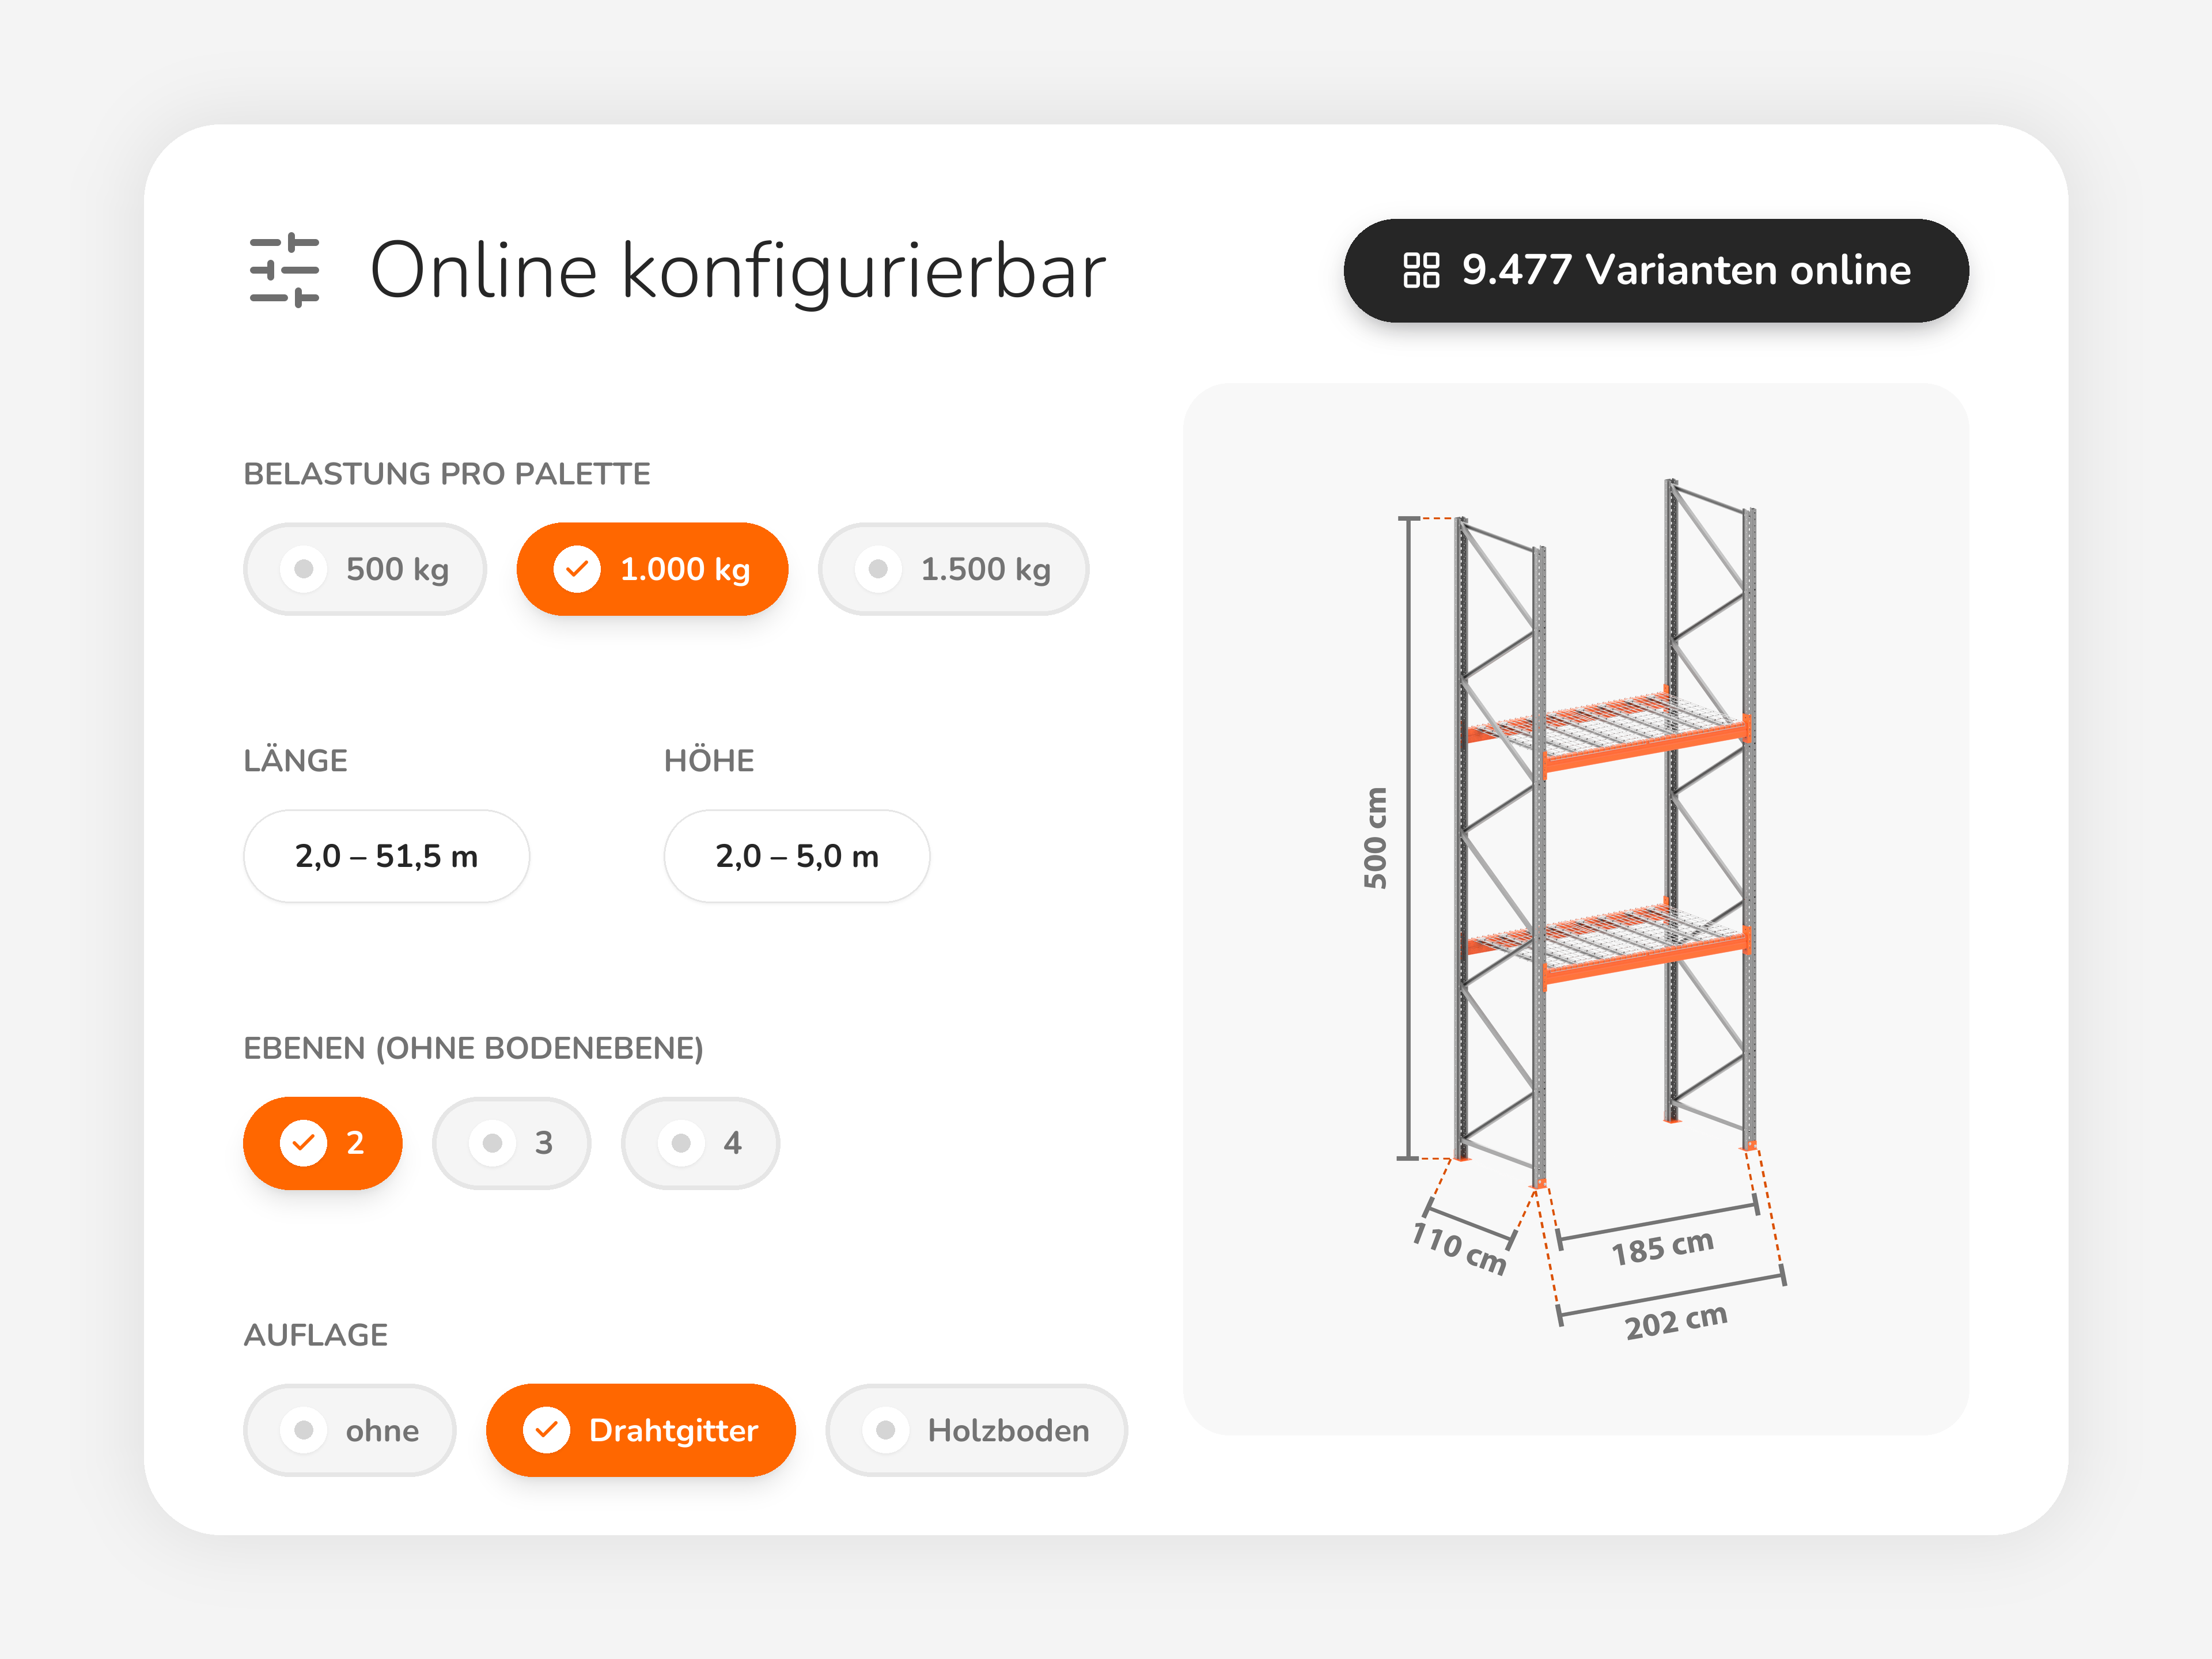 Online konfigurierbar
9.477 Varianten online
BELASTUNG PRO PALETTE
500 kg
1.000 kg
1.500 kg
LÄNGE
HÖHE
2,0 – 51,5 m
2,0 – 5,0 m
EBENEN (OHNE BODENEBENE)
2
3
4
AUFLAGE
ohne
Drahtgitter
Holzboden
500 cm
110 cm
185 cm
202 cm